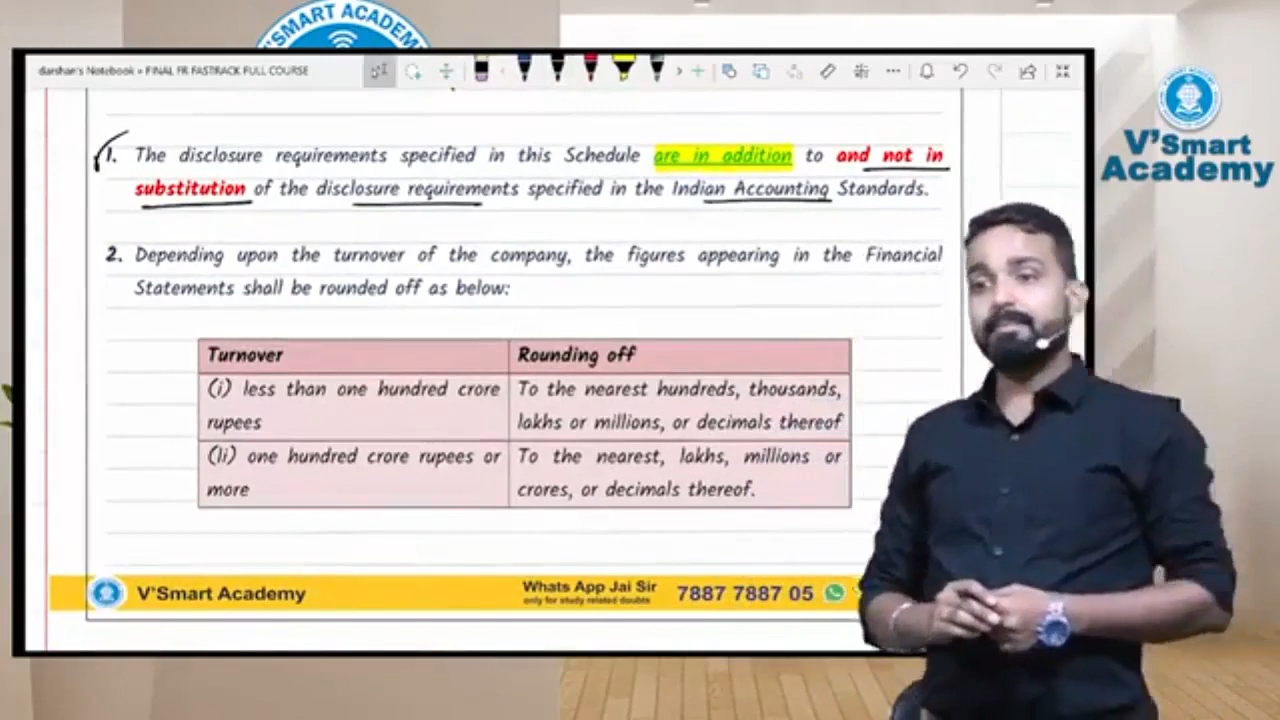 SMART ACADEM
darshan's Notebook » FINAL FR FASTRACK FULL COURSE
V'Smart
Academy
1. The disclosure requirements specified in this Schedule are in addition to and not in
substitution of the disclosure requirements specified in the Indian Accounting Standards.
2. Depending upon the turnover of the company, the figures appearing in the Financial
Statements shall be rounded off as below:
Turnover
Rounding off
(i) less than one hundred crore
rupees
To the nearest hundreds, thousands,
lakhs or millions, or decimals thereof
(Ii) one hundred crore rupees or
more
To the nearest, lakhs, millions or
crores, or decimals thereof.
V'Smart Academy
Whats App Jai Sir
only for study related doubts
7887 7887 05